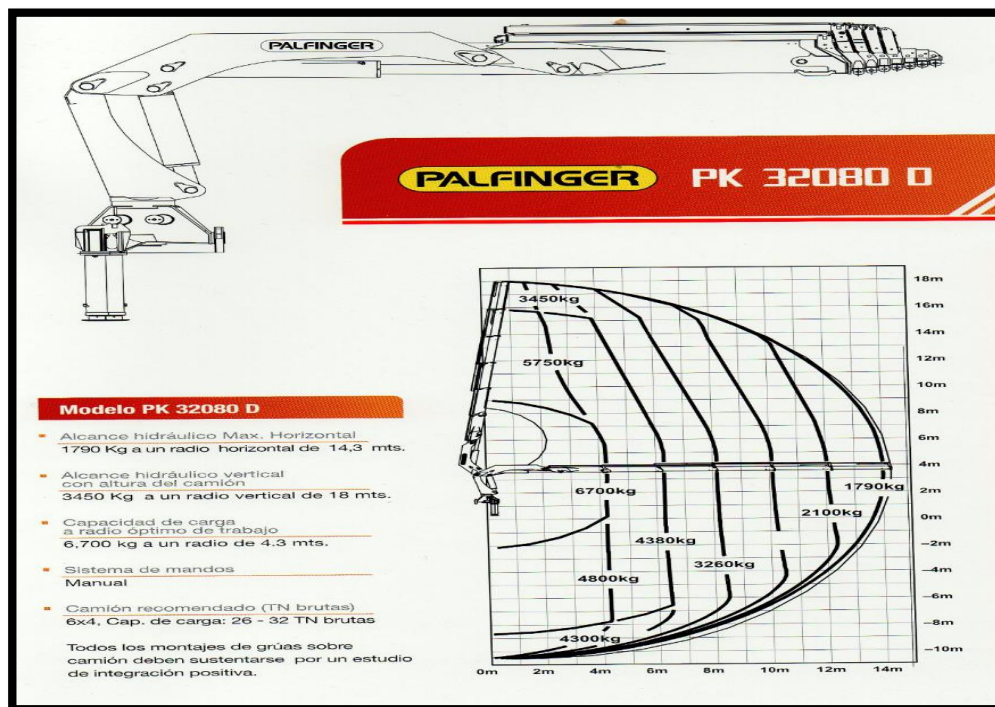 PALFINGER
PALFINGER PK 32080 D
Modelo PK 32080 D
Alcance hidráulico Max. Horizontal
1790 Kg a un radio horizontal de 14,3 mts.
Alcance hidráulico vertical
con altura del camión
3450 Kg a un radio vertical de 18 mts.
Capacidad de carga
a radio óptimo de trabajo
6,700 kg a un radio de 4.3 mts.
Sistema de mandos
Manual
Camión recomendado (TN brutas)
6x4, Cap. de carga: 26 - 32 TN brutas
Todos los montajes de grúas sobre
camión deben sustentarse por un estudio
de integración positiva.
18m
3450kg
16m
14m
5750kg
12m
10m
8m
6m
4m
6700kg
1790kg
2m
2100kg
0m
4380kg
-2m
3260kg
4800kg
-4m
-6m
4300kg
-8m
-10m
0m 2m 4m 6m 8m 10m 12m 14m